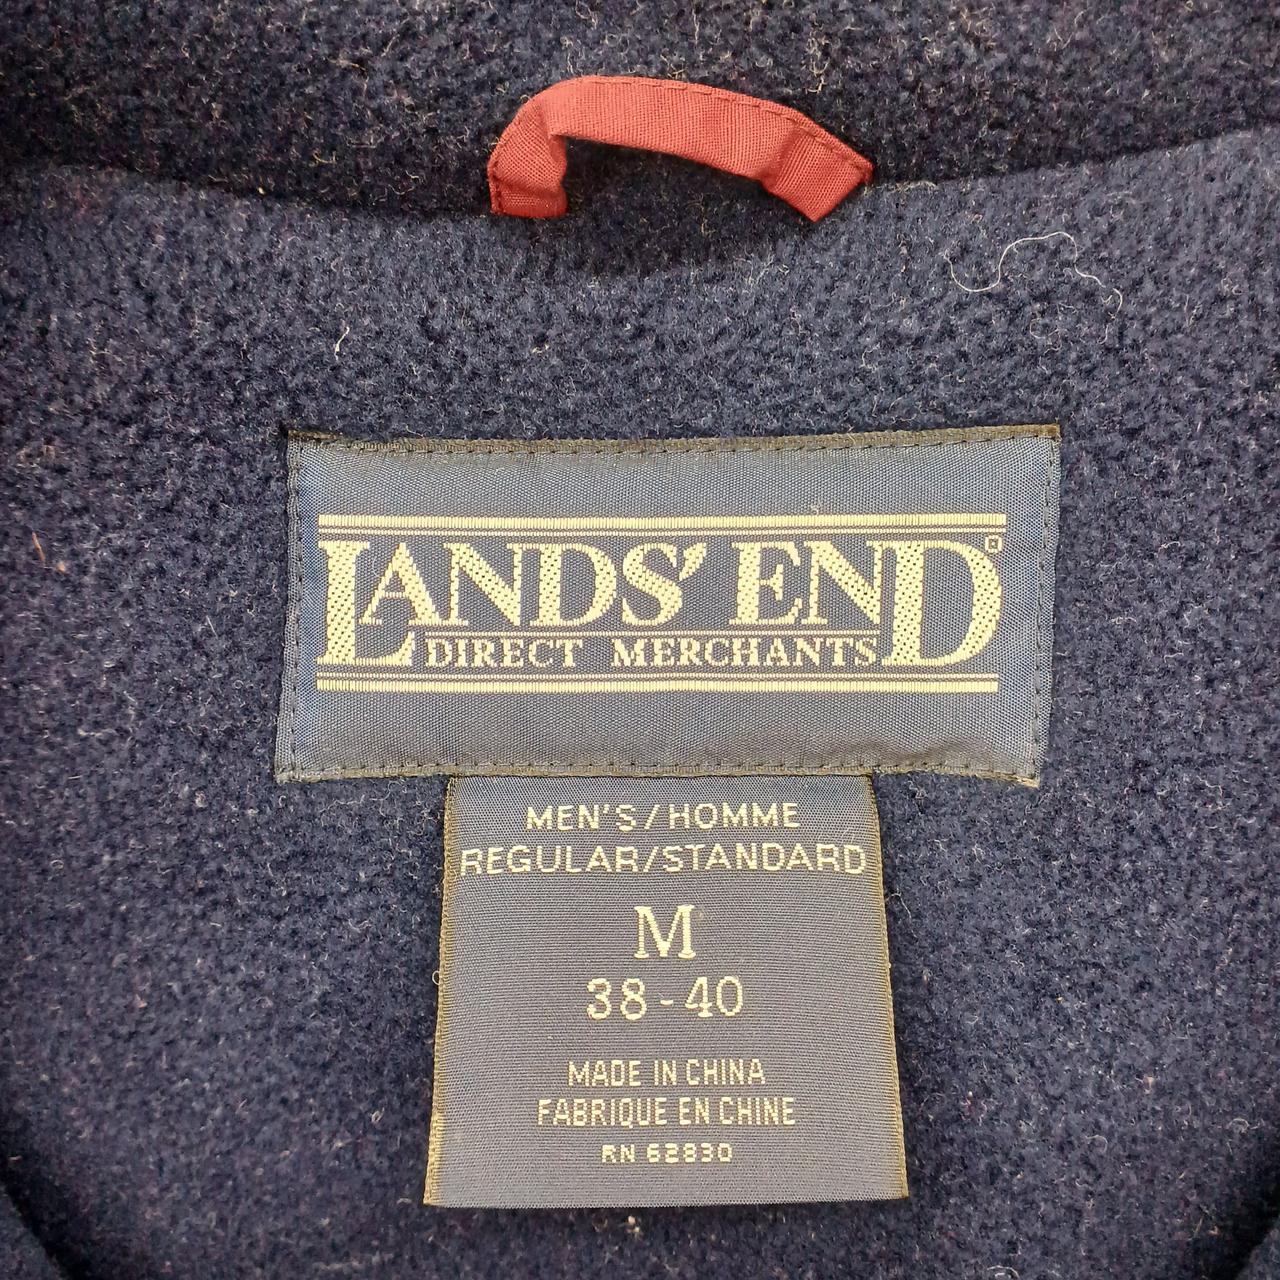 LANDS' END®
DIRECT MERCHANTS
MEN'S/HOMME
REGULAR/STANDARD
M
38-40
MADE IN CHINA
FABRIQUE EN CHINE
RN 62830